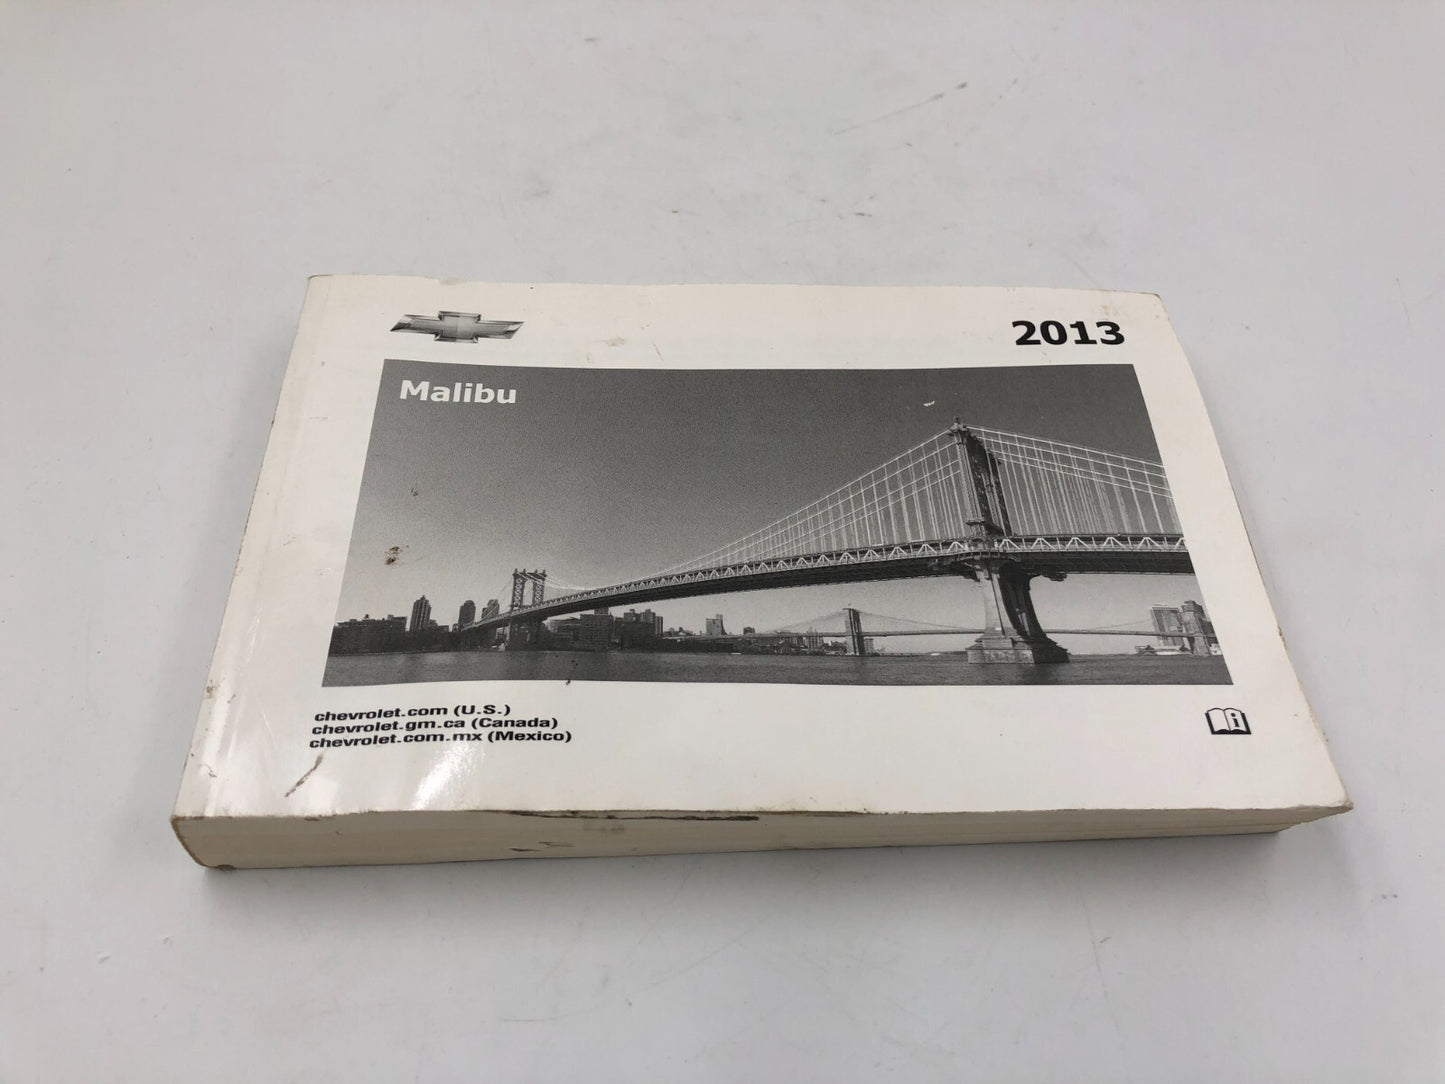 2013
Malibu
chevrolet.com (U.S.)
chevrolet.gm.ca (Canada)
chevrolet.com.mx (Mexico)
i